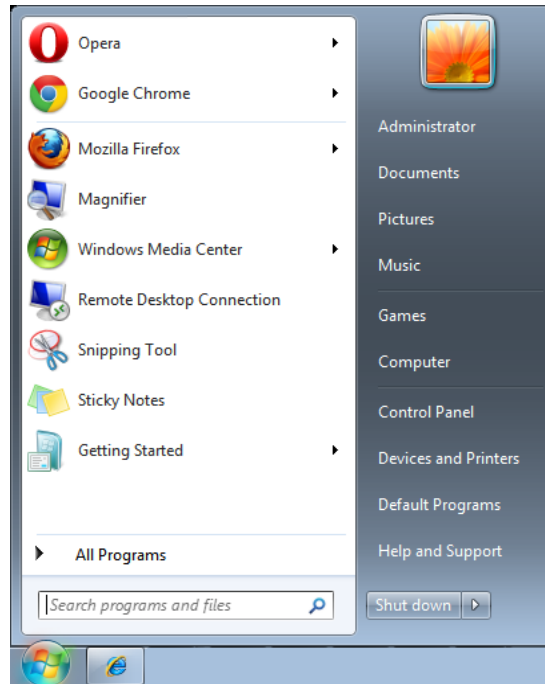 Opera
Google Chrome
Mozilla Firefox
Magnifier
Windows Media Center
Remote Desktop Connection
Snipping Tool
Sticky Notes
Getting Started
All Programs
Search programs and files
Administrator
Documents
Pictures
Music
Games
Computer
Control Panel
Devices and Printers
Default Programs
Help and Support
Shut down